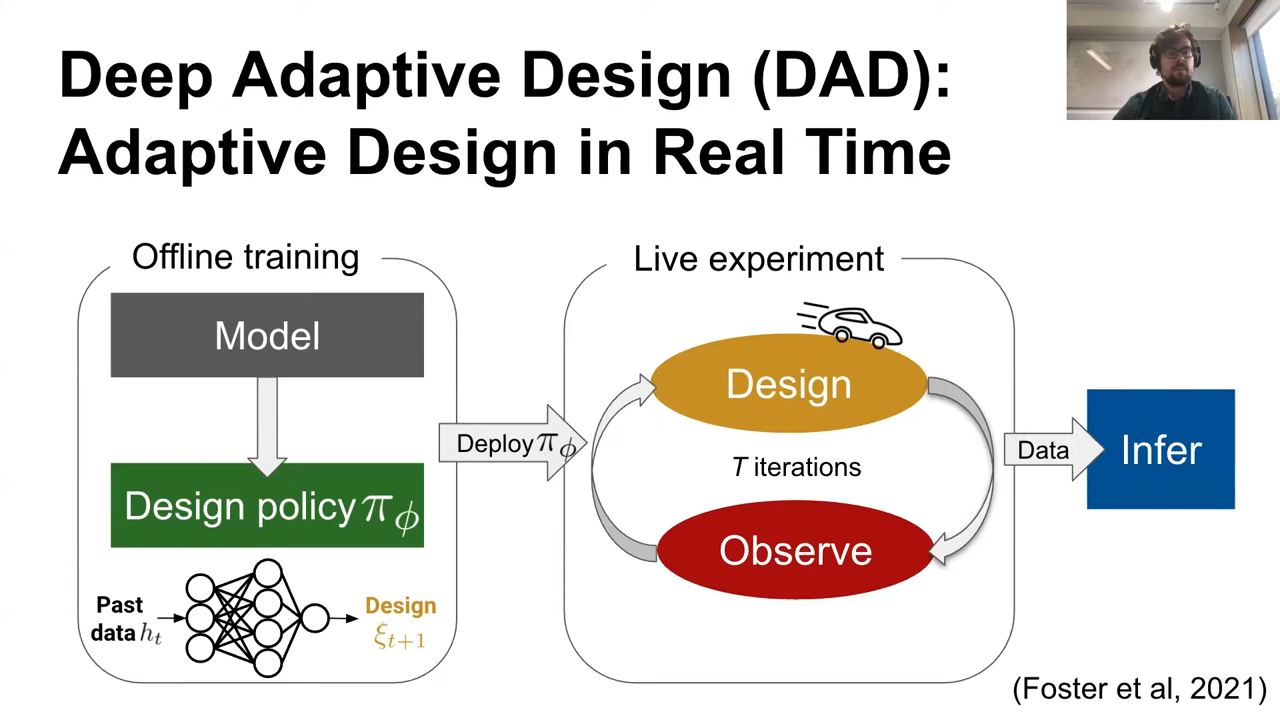 Deep Adaptive Design (DAD):
Adaptive Design in Real Time
Offline training
Model
Design policy π_ϕ
Past
data h_t
Design
ξ_{t+1}
Deploy π_ϕ
Live experiment
Design
T iterations
Observe
Data
Infer
(Foster et al, 2021)